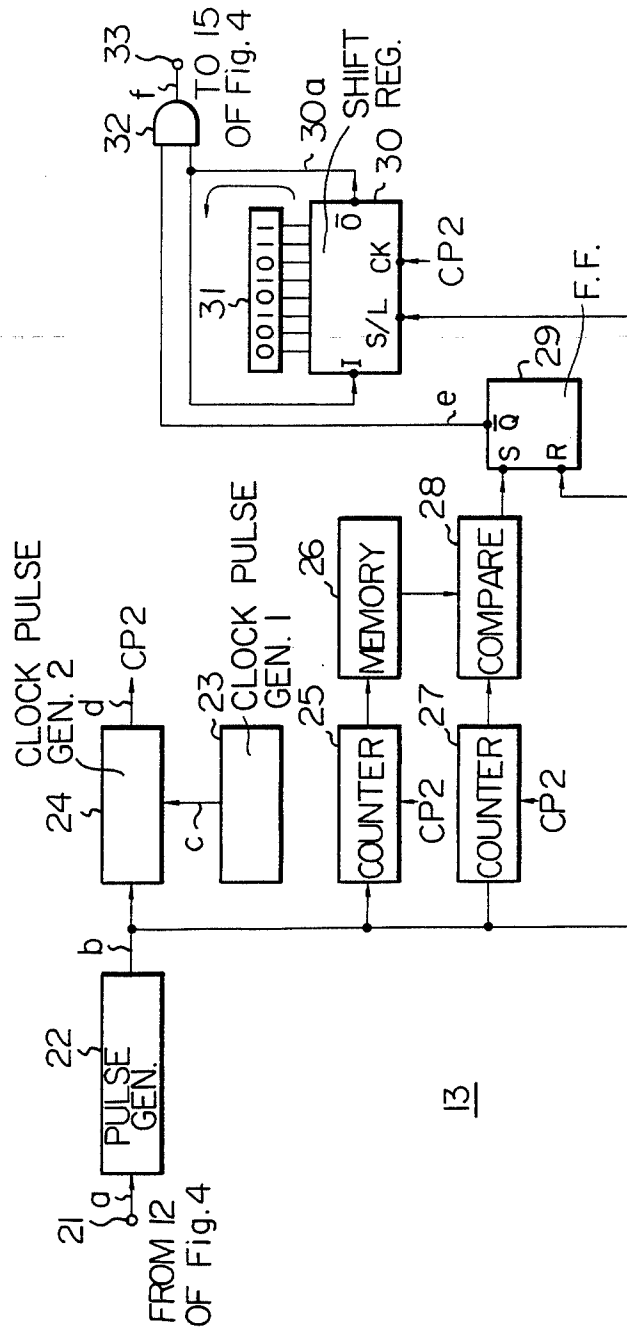 21
a
FROM 12
OF Fig. 4
22
PULSE
GEN.
b
CLOCK PULSE
GEN. 2
24
d
CP2
c
23
CLOCK PULSE
GEN. 1
25
COUNTER
CP2
26
MEMORY
27
COUNTER
CP2
28
COMPARE
29
S
Q̅
R
F.F.
e
31
00101011
I
O̅
S/L
CK
CP2
30a
SHIFT
30 REG.
32
f
33
TO 15
OF Fig. 4
13